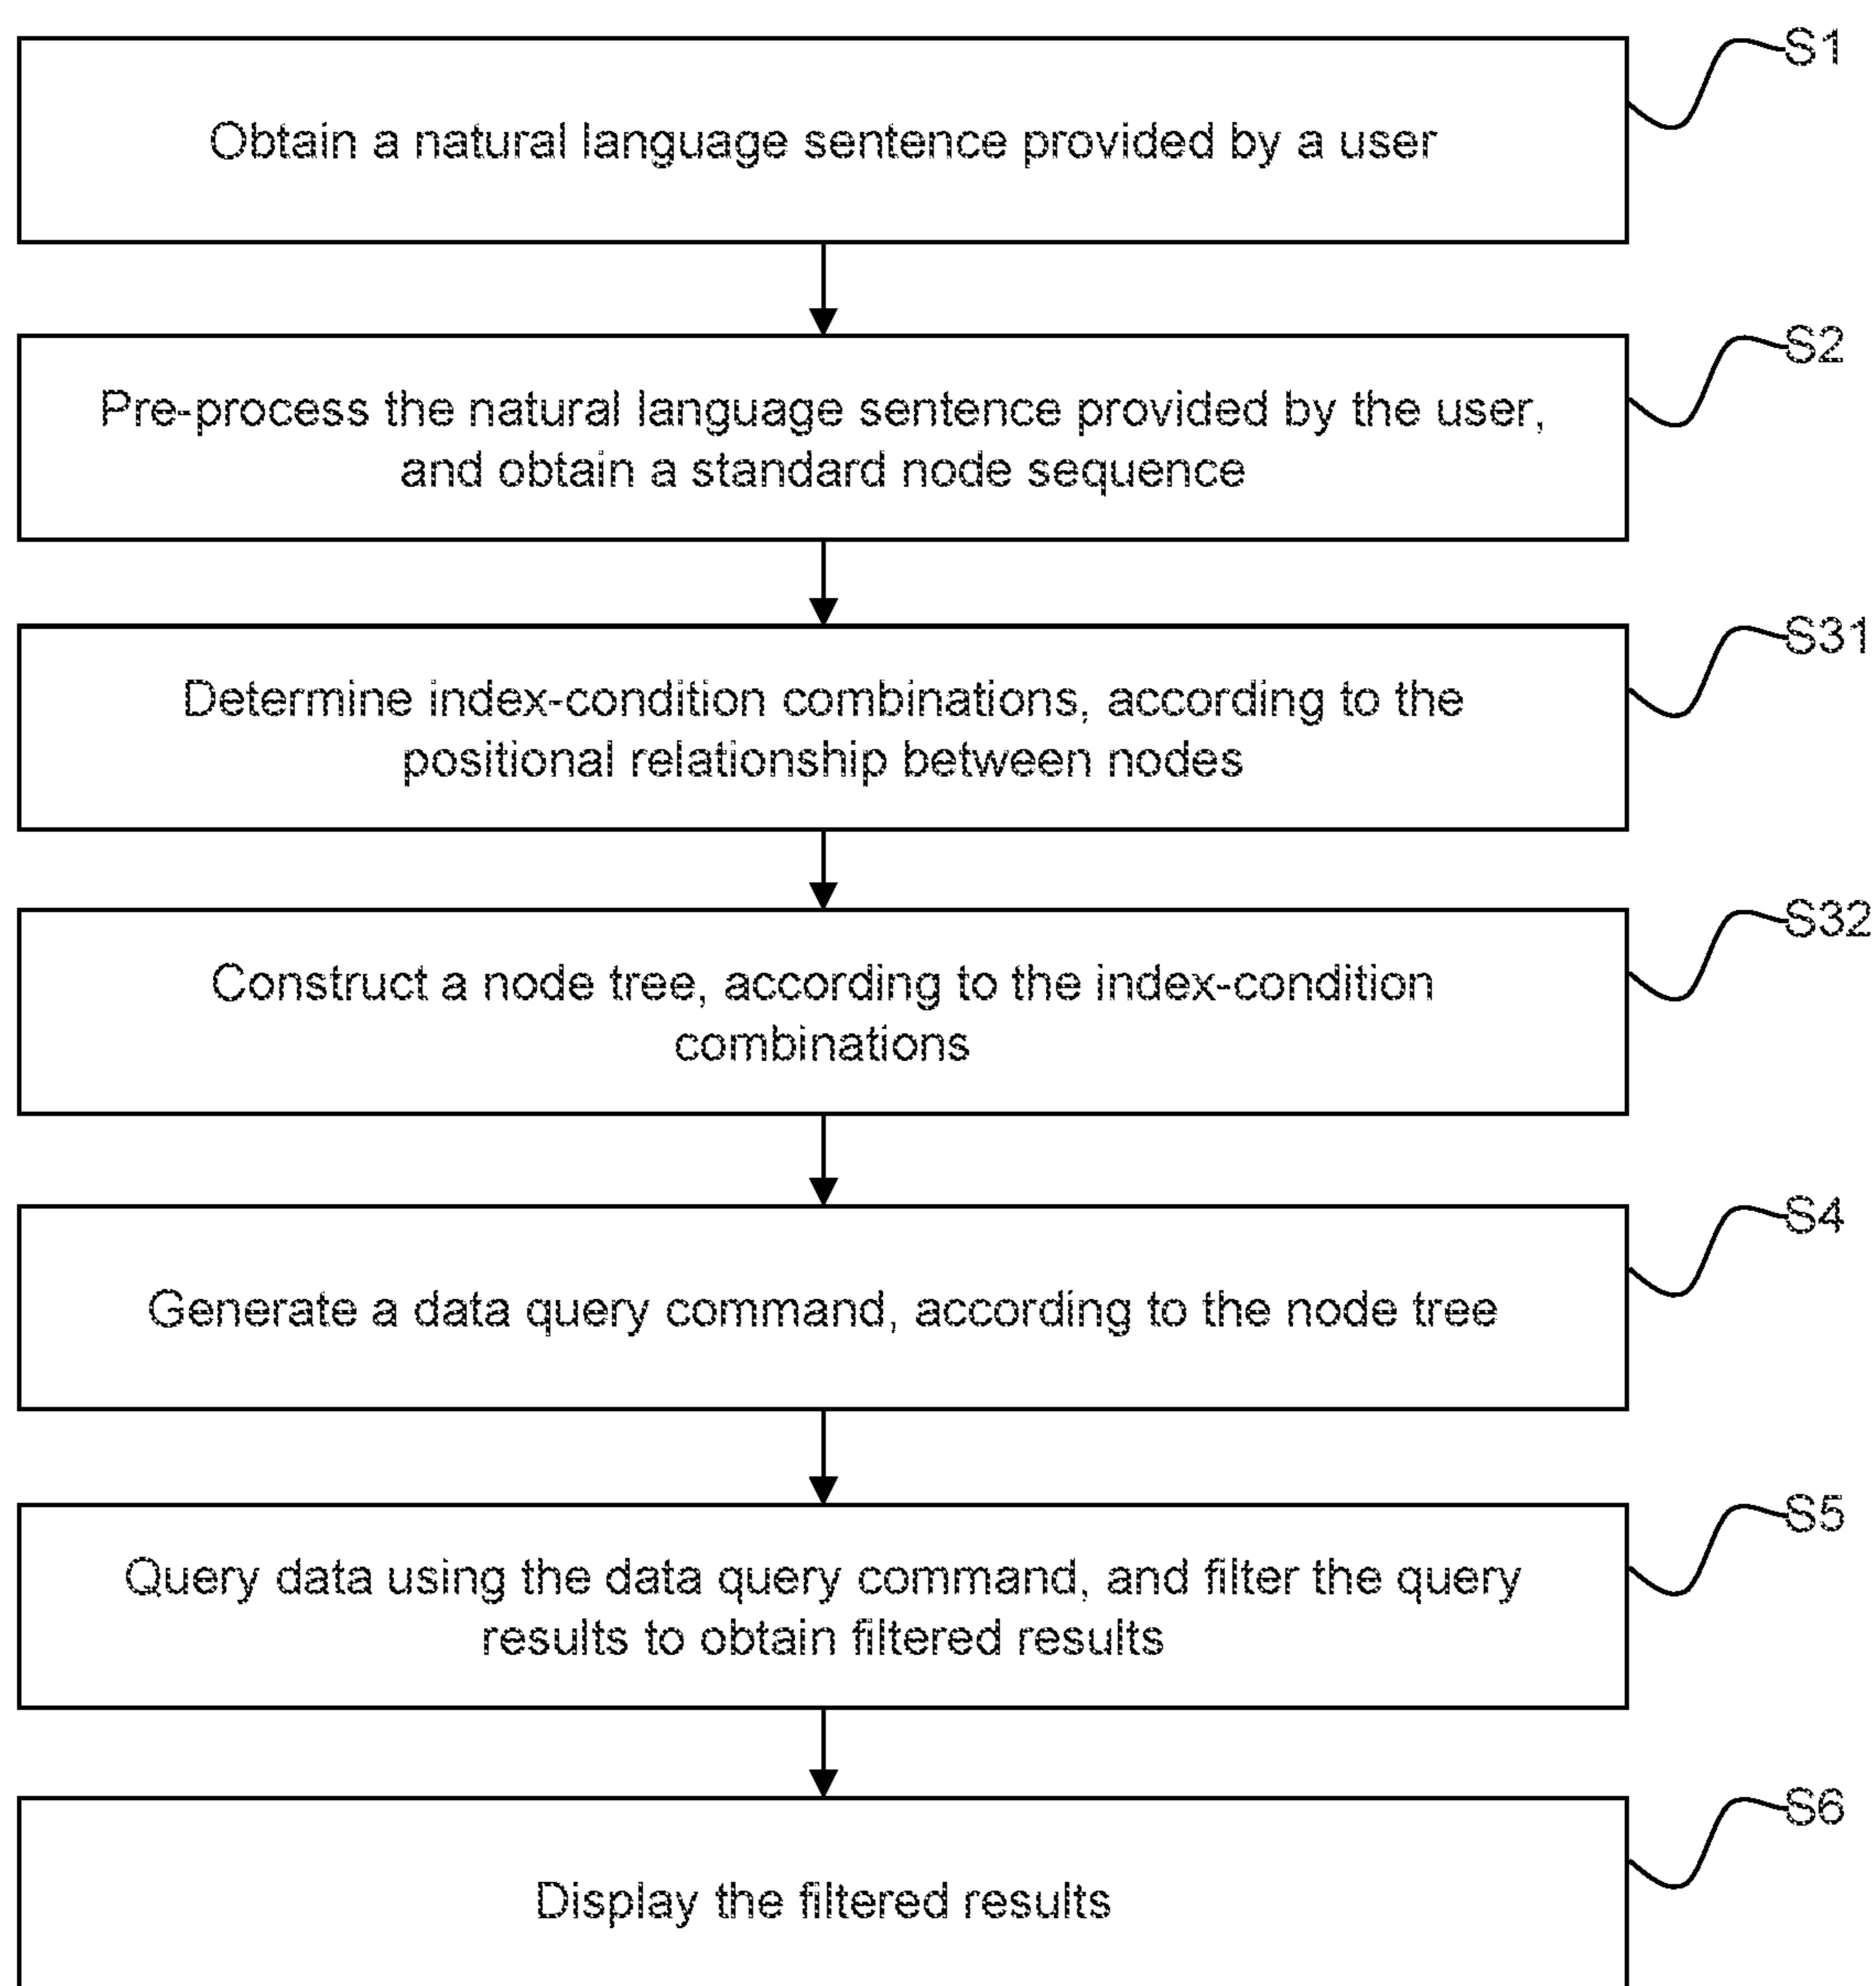 S1
Obtain a natural language sentence provided by a user
S2
Pre-process the natural language sentence provided by the user,
and obtain a standard node sequence
S31
Determine index-condition combinations, according to the
positional relationship between nodes
S32
Construct a node tree, according to the index-condition
combinations
S4
Generate a data query command, according to the node tree
S5
Query data using the data query command, and filter the query
results to obtain filtered results
S6
Display the filtered results